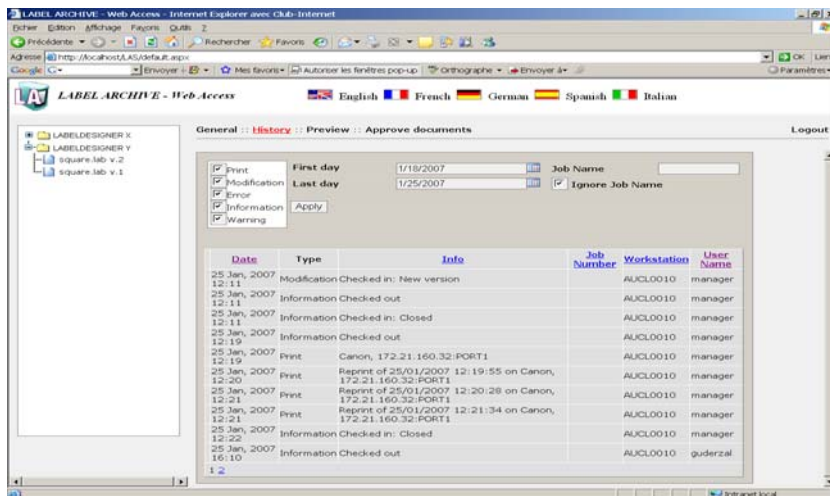 LABEL ARCHIVE - Web Access - Internet Explorer avec Club-Internet
Fichier Edition Affichage Favoris Outils ?
Précédente Rechercher Favoris
Adresse http://localhost/LAS/default.aspx OK
Google Envoyer Mes favoris Autoriser les fenêtres pop-up Orthographe Envoyer à Paramètres
LAS LABEL ARCHIVE - Web Access English French German Spanish Italian
General :: History :: Preview :: Approve documents Logout
LABELDESIGNER X
LABELDESIGNER Y
square.lab v.2
square.lab v.1
Print First day 1/18/2007 Job Name
Modification Last day 1/25/2007 Ignore Job Name
Error
Information Apply
Warning
Date Type Info Job Number Workstation User Name
25 Jan, 2007 12:11 Modification Checked in: New version AUCL0010 manager
25 Jan, 2007 12:11 Information Checked out AUCL0010 manager
25 Jan, 2007 12:11 Information Checked in: Closed AUCL0010 manager
25 Jan, 2007 12:19 Information Checked out AUCL0010 manager
25 Jan, 2007 12:19 Print Canon, 172.21.160.32:PORT1 AUCL0010 manager
25 Jan, 2007 12:20 Print Reprint of 25/01/2007 12:19:55 on Canon, 172.21.160.32:PORT1 AUCL0010 manager
25 Jan, 2007 12:21 Print Reprint of 25/01/2007 12:20:28 on Canon, 172.21.160.32:PORT1 AUCL0010 manager
25 Jan, 2007 12:21 Print Reprint of 25/01/2007 12:21:34 on Canon, 172.21.160.32:PORT1 AUCL0010 manager
25 Jan, 2007 12:22 Information Checked in: Closed AUCL0010 manager
25 Jan, 2007 16:10 Information Checked out AUCL0010 guderzal
1 2
Intranet local